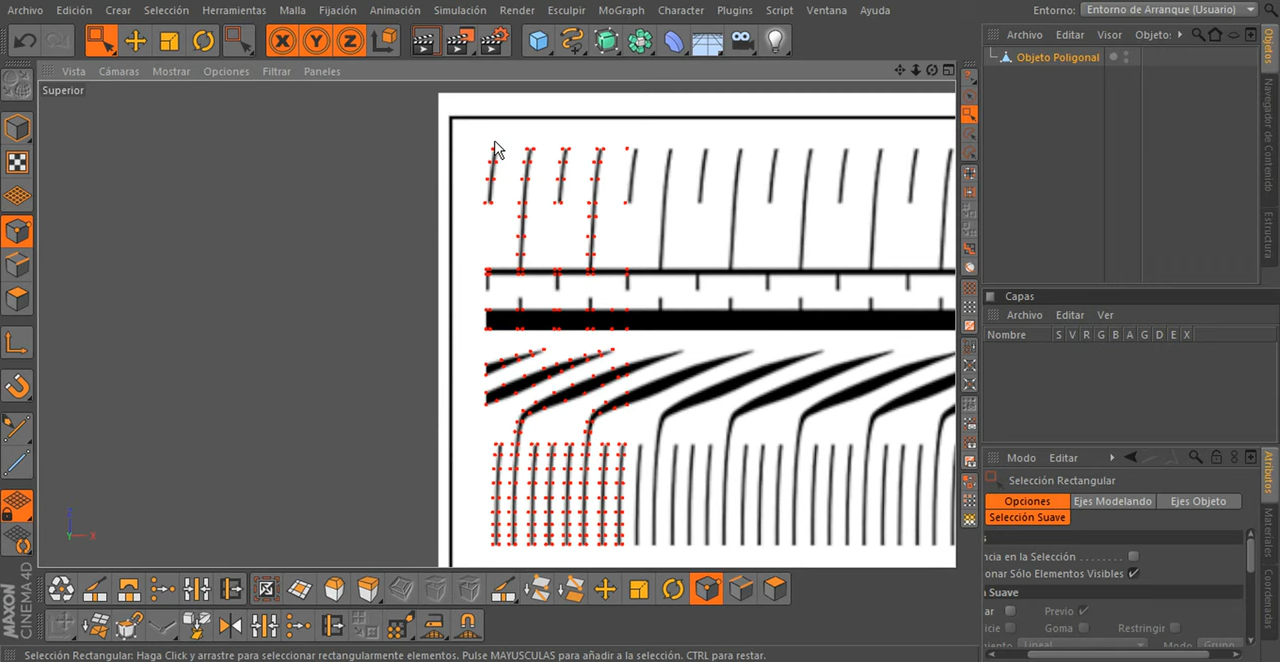 Archivo Edición Crear Selección Herramientas Malla Fijación Animación Simulación Render Esculpir MoGraph Character Plugins Script Ventana Ayuda Entorno: Entorno de Arranque (Usuario)
X Y Z
Vista Cámaras Mostrar Opciones Filtrar Paneles
Superior
Archivo Editar Visor Objeto:
Objeto Poligonal
Objetos
Navegador de Contenido
Estructura
Capas
Archivo Editar Ver
Nombre S V R G B A G D E X
Modo Editar
Selección Rectangular
Opciones Ejes Modelando Ejes Objeto
Selección Suave
ncia en la Selección
onar Sólo Elementos Visibles
Suave
ar Previo
icie Goma Restringir
Lineal
Atributos
Materiales
Coordenadas
Y X
MAXON
CINEMA 4D
Selección Rectangular: Haga Click y arrastre para seleccionar rectangularmente elementos. Pulse MAYUSCULAS para añadir a la selección. CTRL para restar.